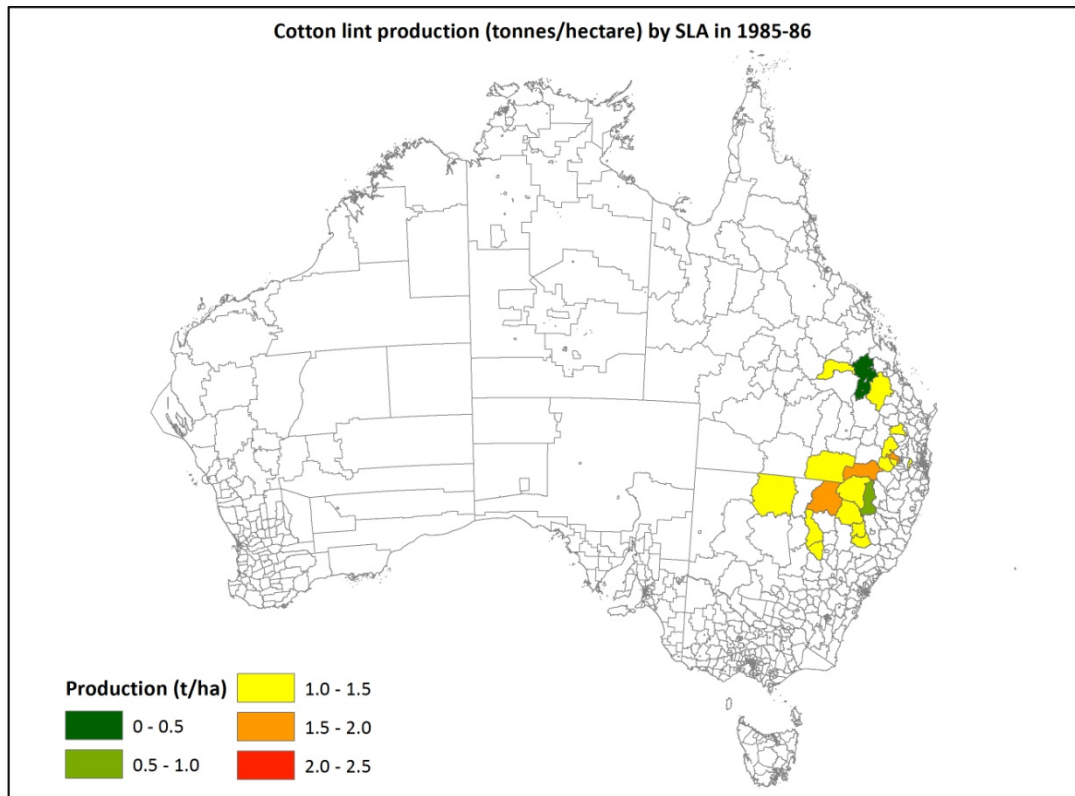 Cotton lint production (tonnes/hectare) by SLA in 1985-86
Production (t/ha)
0 - 0.5
0.5 - 1.0
1.0 - 1.5
1.5 - 2.0
2.0 - 2.5